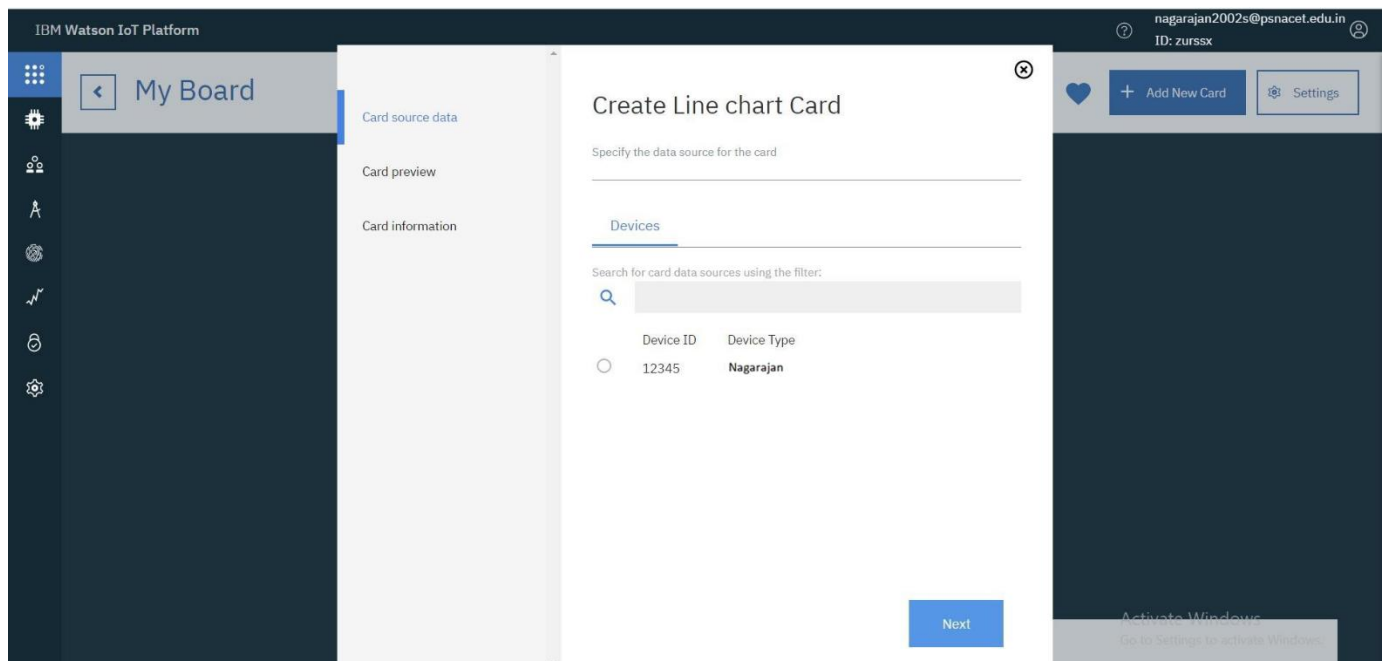 IBM Watson IoT Platform
nagarajan2002s@psnacet.edu.in
ID: zurssx
My Board
Add New Card
Settings
Card source data
Card preview
Card information
Create Line chart Card
Specify the data source for the card
Devices
Search for card data sources using the filter:
Device ID Device Type
12345 Nagarajan
Next
Activate Windows
Go to Settings to activate Windows.